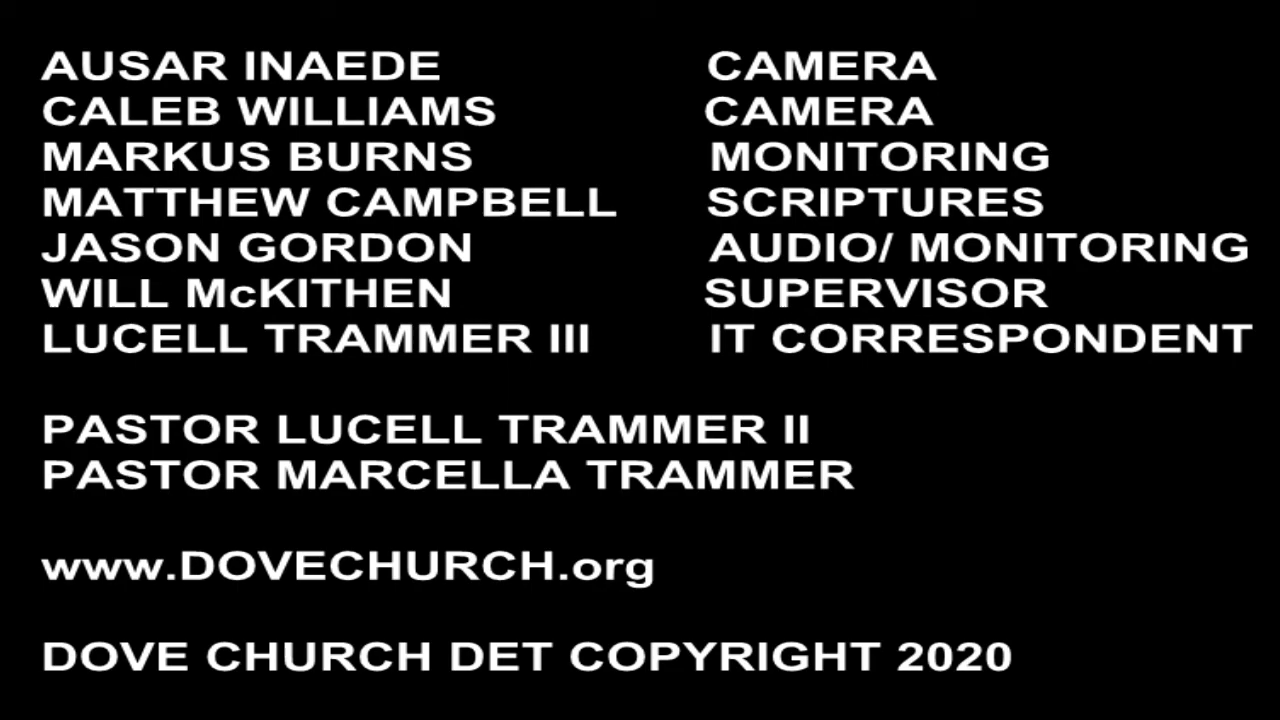 AUSAR INAEDE CAMERA
CALEB WILLIAMS CAMERA
MARKUS BURNS MONITORING
MATTHEW CAMPBELL SCRIPTURES
JASON GORDON AUDIO/ MONITORING
WILL McKITHEN SUPERVISOR
LUCELL TRAMMER III IT CORRESPONDENT
PASTOR LUCELL TRAMMER II
PASTOR MARCELLA TRAMMER
www.DOVECHURCH.org
DOVE CHURCH DET COPYRIGHT 2020